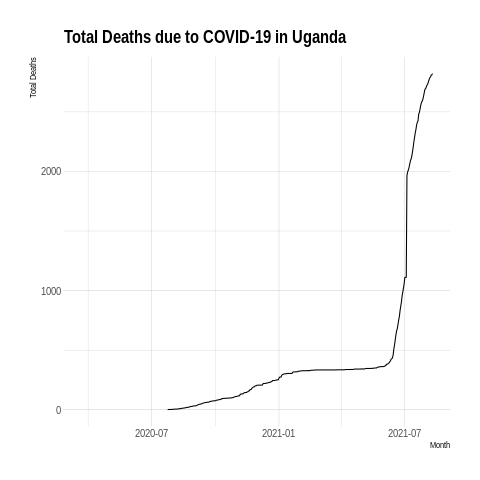 Total Deaths due to COVID-19 in Uganda
Total Deaths
2000
1000
0
2020-07
2021-01
2021-07
Month